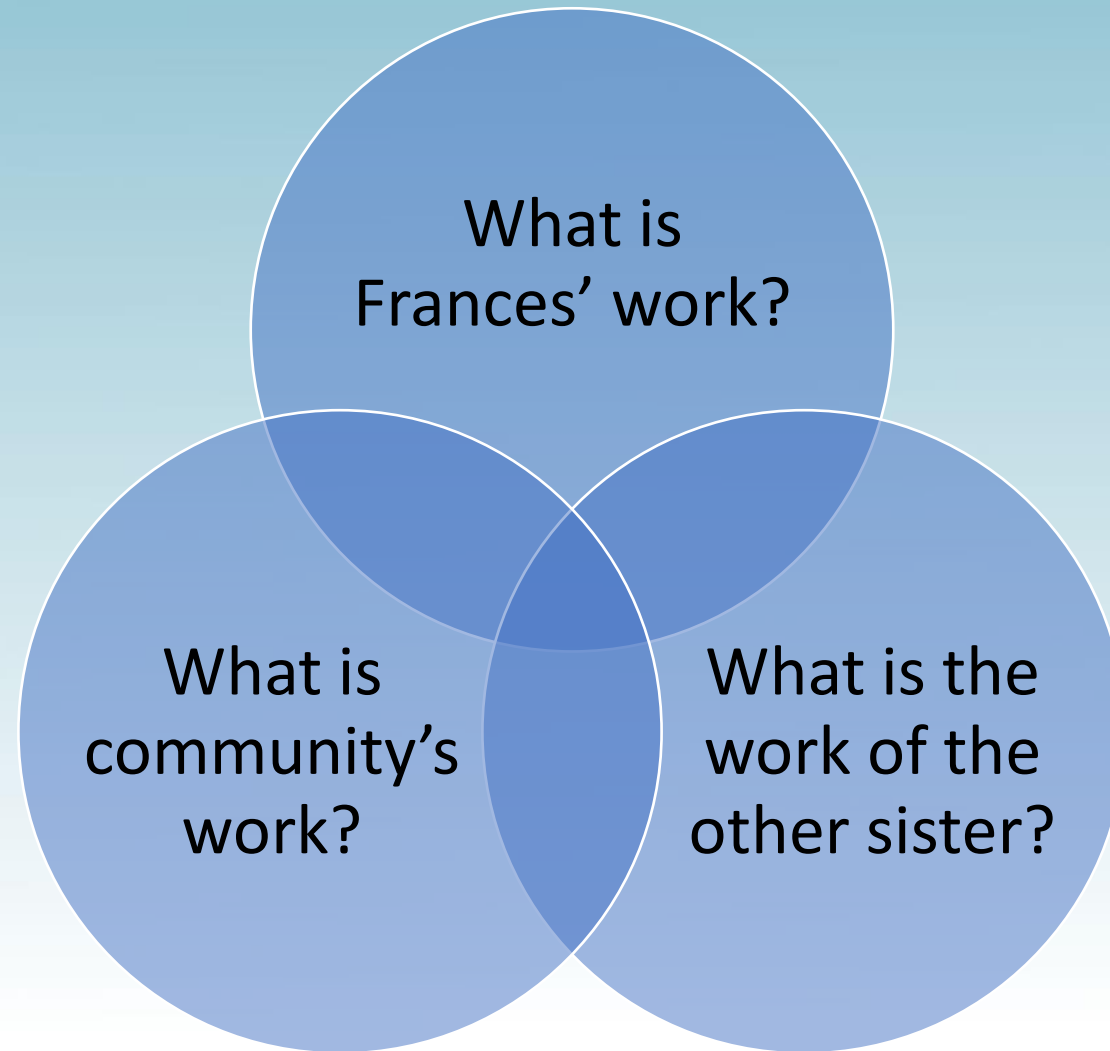 What is
Frances’ work?
What is
community’s
work?
What is the
work of the
other sister?